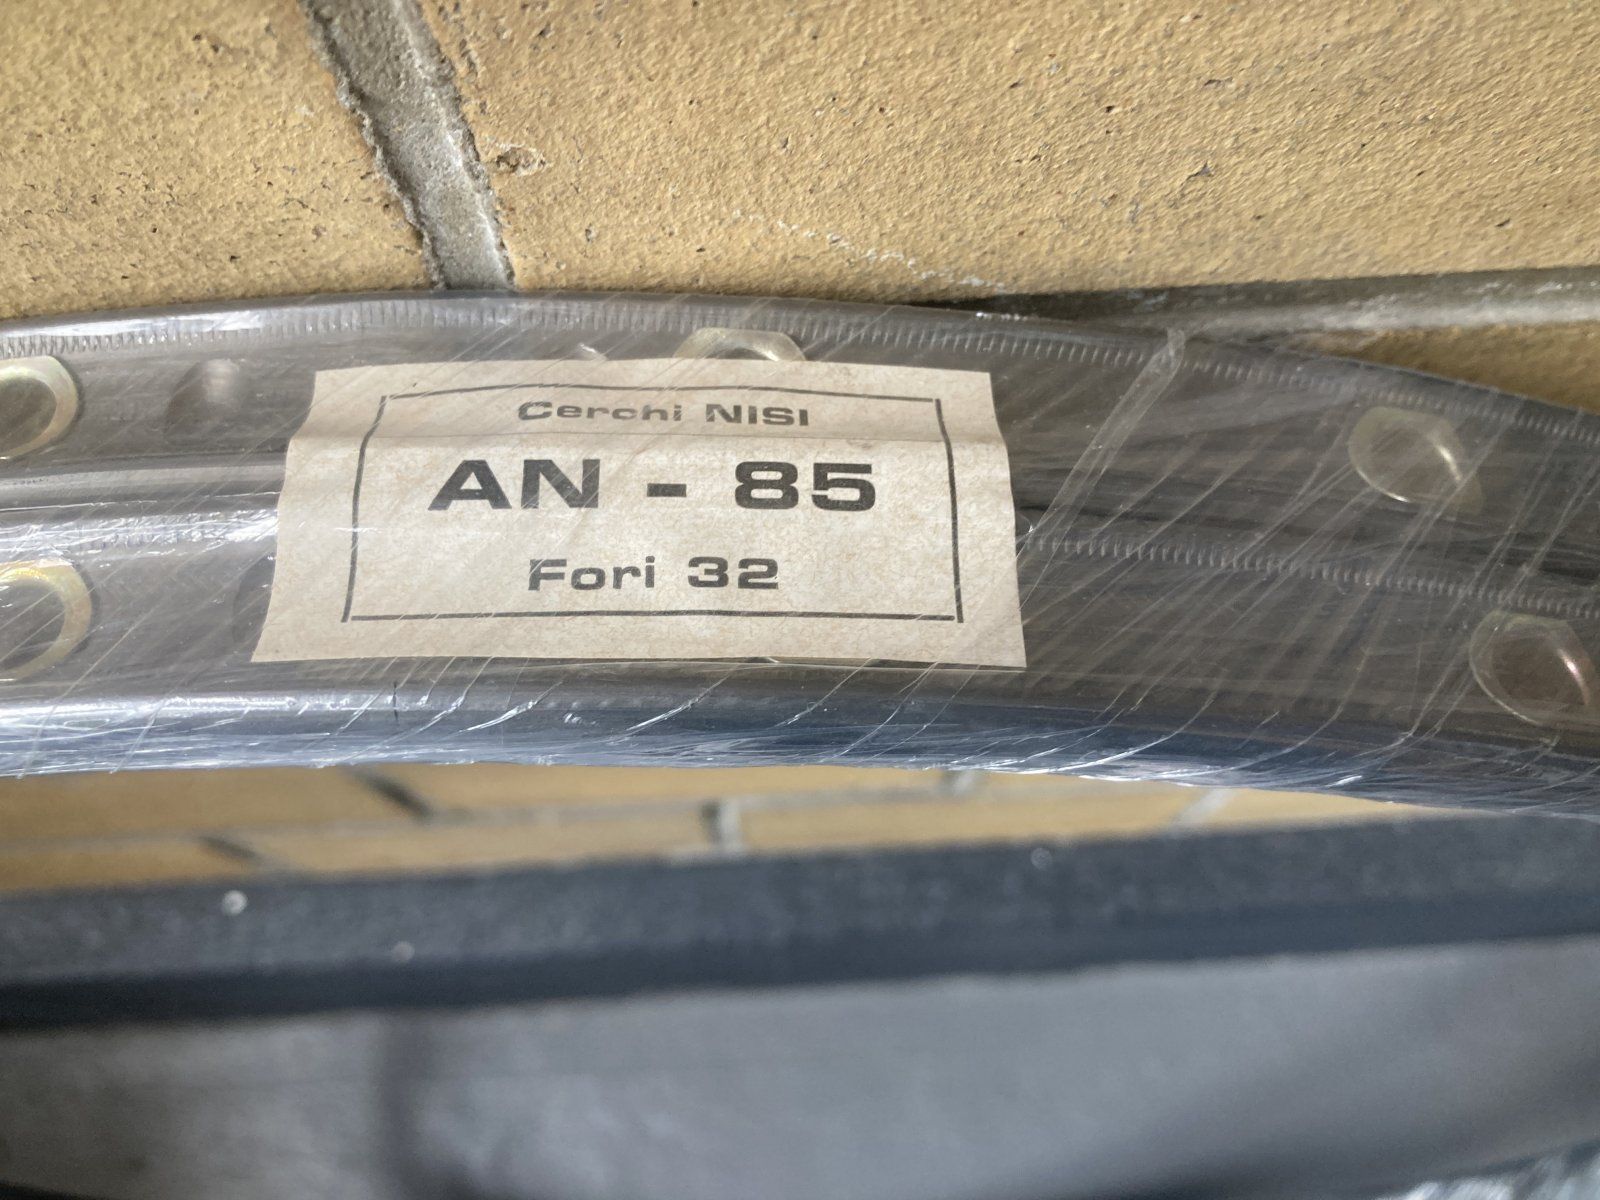 Cerchi NISI
AN - 85
Fori 32